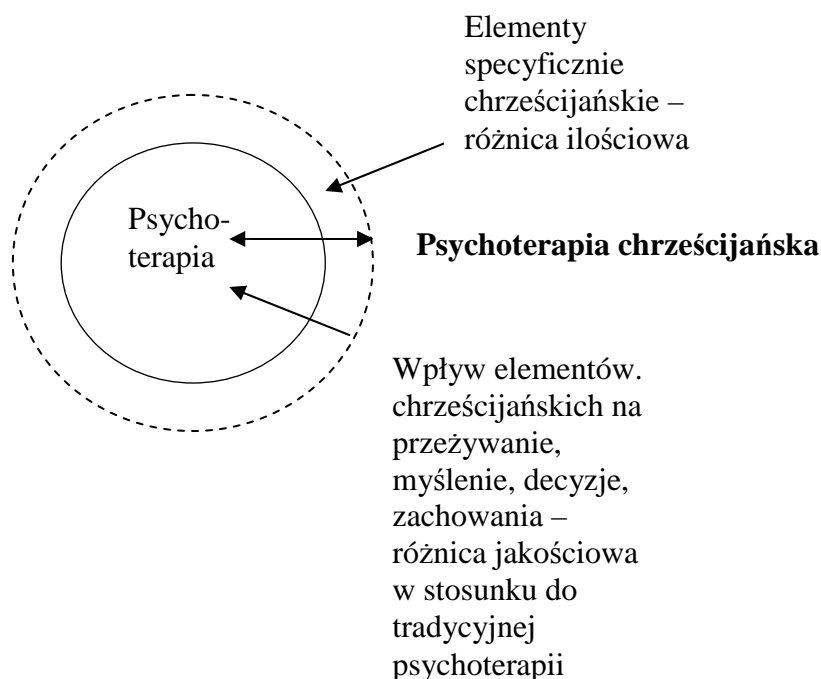 Elementy
specyficznie
chrześcijańskie –
różnica ilościowa
Psycho-
terapia
Psychoterapia chrześcijańska
Wpływ elementów.
chrześcijańskich na
przeżywanie,
myślenie, decyzje,
zachowania –
różnica jakościowa
w stosunku do
tradycyjnej
psychoterapii